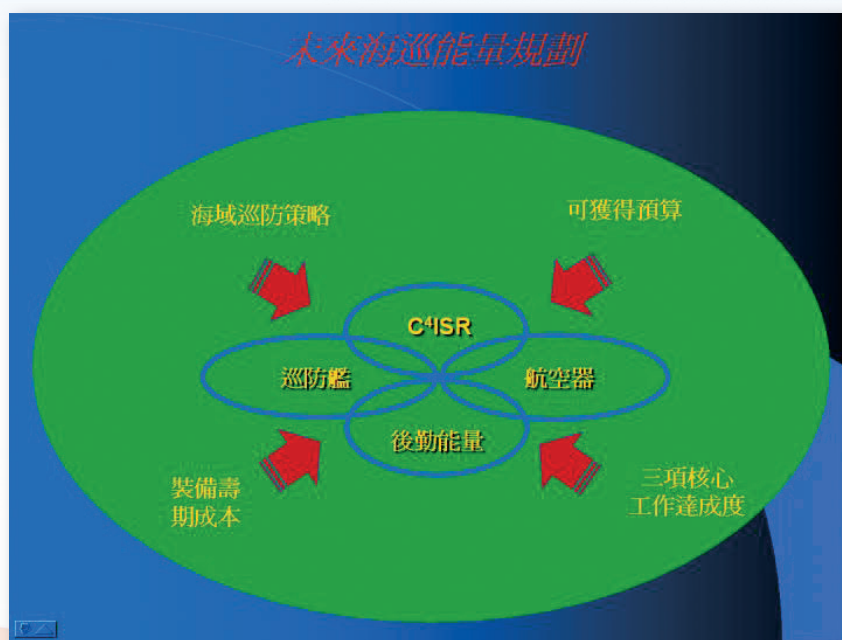 未來海巡能量規劃
海域巡防策略
可獲得預算
C⁴ISR
巡防艦
航空器
後勤能量
裝備壽
期成本
三項核心
工作達成度